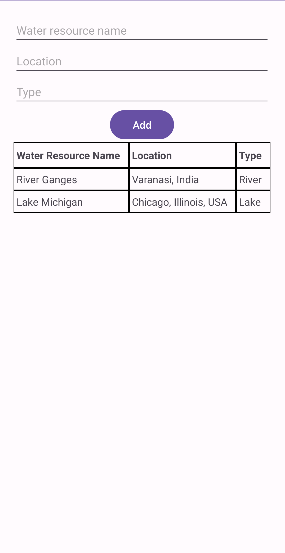 Water resource name
Location
Type
Add
Water Resource Name Location Type
River Ganges Varanasi, India River
Lake Michigan Chicago, Illinois, USA Lake